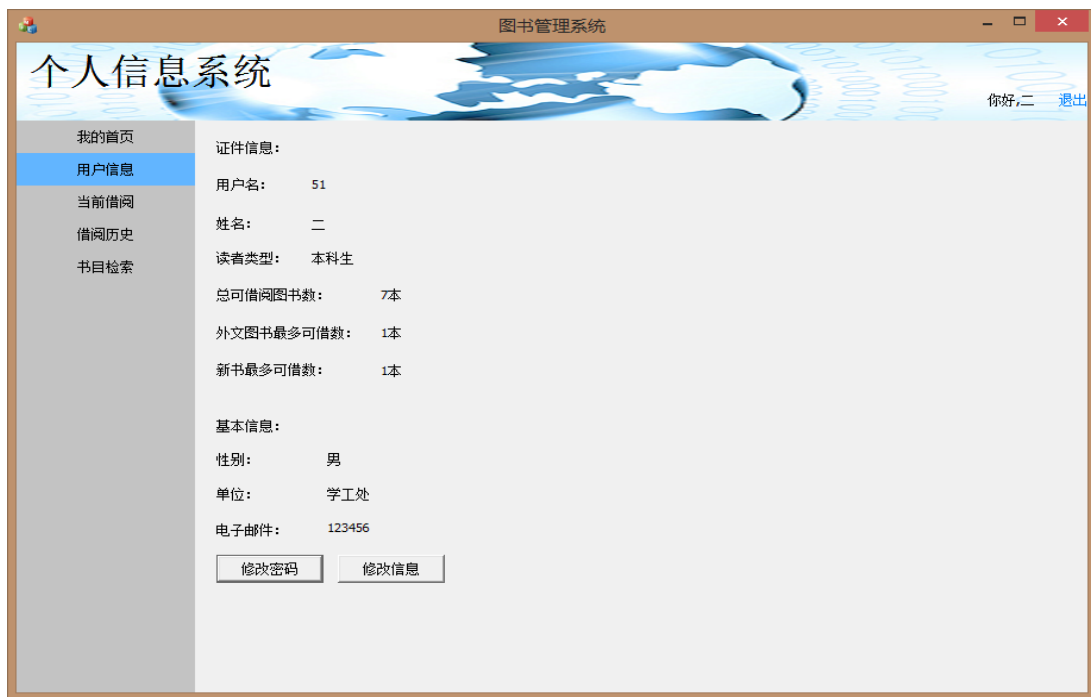 图书管理系统
个人信息系统
你好,二 退出
我的首页
用户信息
当前借阅
借阅历史
书目检索
证件信息:
用户名: 51
姓名: 二
读者类型: 本科生
总可借阅图书数: 7本
外文图书最多可借数: 1本
新书最多可借数: 1本
基本信息:
性别: 男
单位: 学工处
电子邮件: 123456
修改密码 修改信息